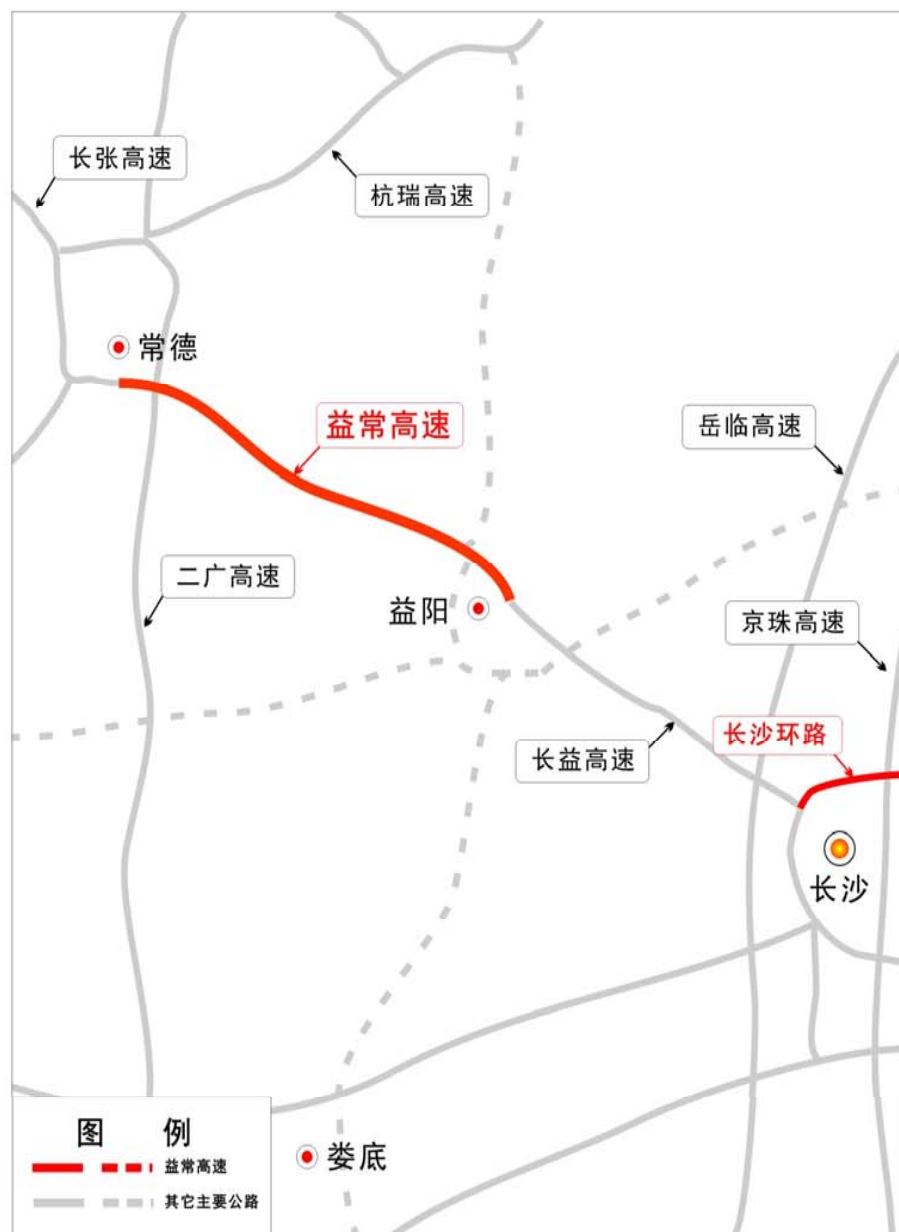 长张高速
杭瑞高速
常德
益常高速
岳临高速
二广高速
益阳
京珠高速
长沙环路
长益高速
长沙
图 例
益常高速
其它主要公路
娄底